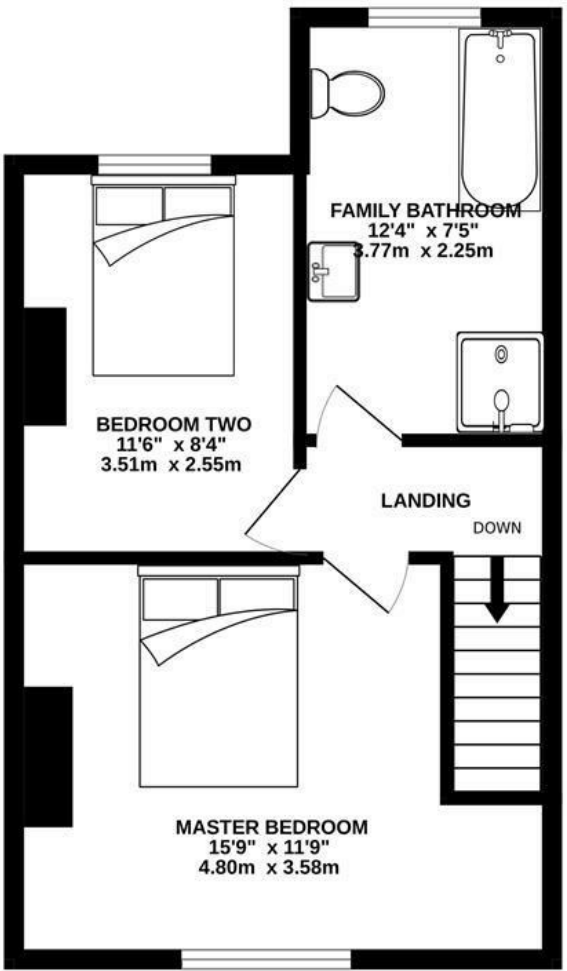 FAMILY BATHROOM
12'4" x 7'5"
3.77m x 2.25m
BEDROOM TWO
11'6" x 8'4"
3.51m x 2.55m
LANDING
DOWN
MASTER BEDROOM
15'9" x 11'9"
4.80m x 3.58m